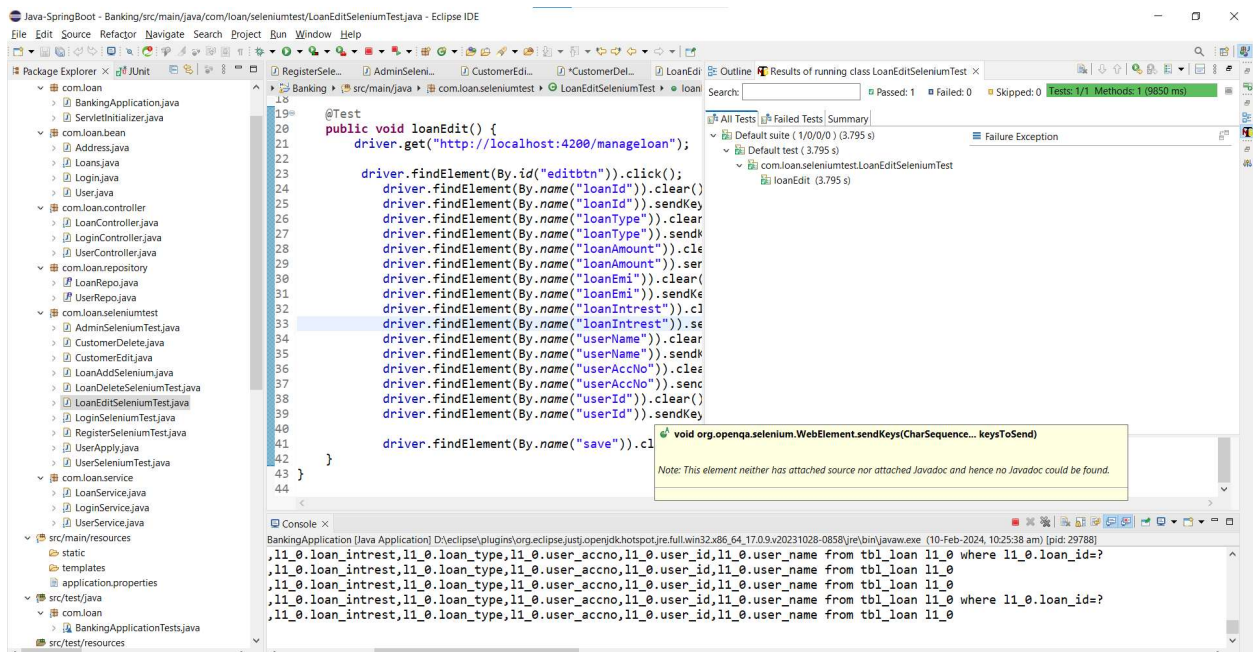 Java-SpringBoot - Banking/src/main/java/com/loan/seleniumtest/LoanEditSeleniumTest.java - Eclipse IDE
File Edit Source Refactor Navigate Search Project Run Window Help
Package Explorer × JUnit
com.loan
BankingApplication.java
ServletInitializer.java
com.loan.bean
Address.java
Loans.java
Login.java
User.java
com.loan.controller
LoanController.java
LoginController.java
UserController.java
com.loan.repository
LoanRepo.java
UserRepo.java
com.loan.seleniumtest
AdminSeleniumTest.java
CustomerDelete.java
CustomerEdit.java
LoanAddSelenium.java
LoanDeleteSeleniumTest.java
LoanEditSeleniumTest.java
LoginSeleniumTest.java
RegisterSeleniumTest.java
UserApply.java
UserSeleniumTest.java
com.loan.service
LoanService.java
LoginService.java
UserService.java
src/main/resources
static
templates
application.properties
src/test/java
com.loan
BankingApplicationTests.java
src/test/resources
RegisterSele... AdminSeleni... CustomerEdi... *CustomerDel... LoanEdi
Banking src/main/java com.loan.seleniumtest LoanEditSeleniumTest loanl
18
19 @Test
20 public void loanEdit() {
21 driver.get("http://localhost:4200/manageloan");
22
23 driver.findElement(By.id("editbtn")).click();
24 driver.findElement(By.name("loanId")).clear()
25 driver.findElement(By.name("loanId")).sendKey
26 driver.findElement(By.name("loanType")).clear
27 driver.findElement(By.name("loanType")).sendK
28 driver.findElement(By.name("loanAmount")).cle
29 driver.findElement(By.name("loanAmount")).sen
30 driver.findElement(By.name("loanEmi")).clear(
31 driver.findElement(By.name("loanEmi")).sendKe
32 driver.findElement(By.name("loanIntrest")).cl
33 driver.findElement(By.name("loanIntrest")).se
34 driver.findElement(By.name("userName")).clear
35 driver.findElement(By.name("userName")).sendK
36 driver.findElement(By.name("userAccNo")).clea
37 driver.findElement(By.name("userAccNo")).send
38 driver.findElement(By.name("userId")).clear()
39 driver.findElement(By.name("userId")).sendKey
40
41 driver.findElement(By.name("save")).cl
42 }
43 }
44
Outline Results of running class LoanEditSeleniumTest ×
Search: Passed: 1 Failed: 0 Skipped: 0 Tests: 1/1 Methods: 1 (9850 ms)
All Tests Failed Tests Summary
Default suite ( 1/0/0/0 ) (3.795 s)
Default test ( 3.795 s)
com.loan.seleniumtest.LoanEditSeleniumTest
loanEdit (3.795 s)
Failure Exception
void org.openqa.selenium.WebElement.sendKeys(CharSequence... keysToSend)
Note: This element neither has attached source nor attached Javadoc and hence no Javadoc could be found.
Console ×
BankingApplication [Java Application] D:\eclipse\plugins\org.eclipse.justj.openjdk.hotspot.jre.full.win32.x86_64_17.0.9.v20231028-0858\jre\bin\javaw.exe (10-Feb-2024, 10:25:38 am) [pid: 29788]
,l1_0.loan_intrest,l1_0.loan_type,l1_0.user_accno,l1_0.user_id,l1_0.user_name from tbl_loan l1_0 where l1_0.loan_id=?
,l1_0.loan_intrest,l1_0.loan_type,l1_0.user_accno,l1_0.user_id,l1_0.user_name from tbl_loan l1_0
,l1_0.loan_intrest,l1_0.loan_type,l1_0.user_accno,l1_0.user_id,l1_0.user_name from tbl_loan l1_0
,l1_0.loan_intrest,l1_0.loan_type,l1_0.user_accno,l1_0.user_id,l1_0.user_name from tbl_loan l1_0 where l1_0.loan_id=?
,l1_0.loan_intrest,l1_0.loan_type,l1_0.user_accno,l1_0.user_id,l1_0.user_name from tbl_loan l1_0